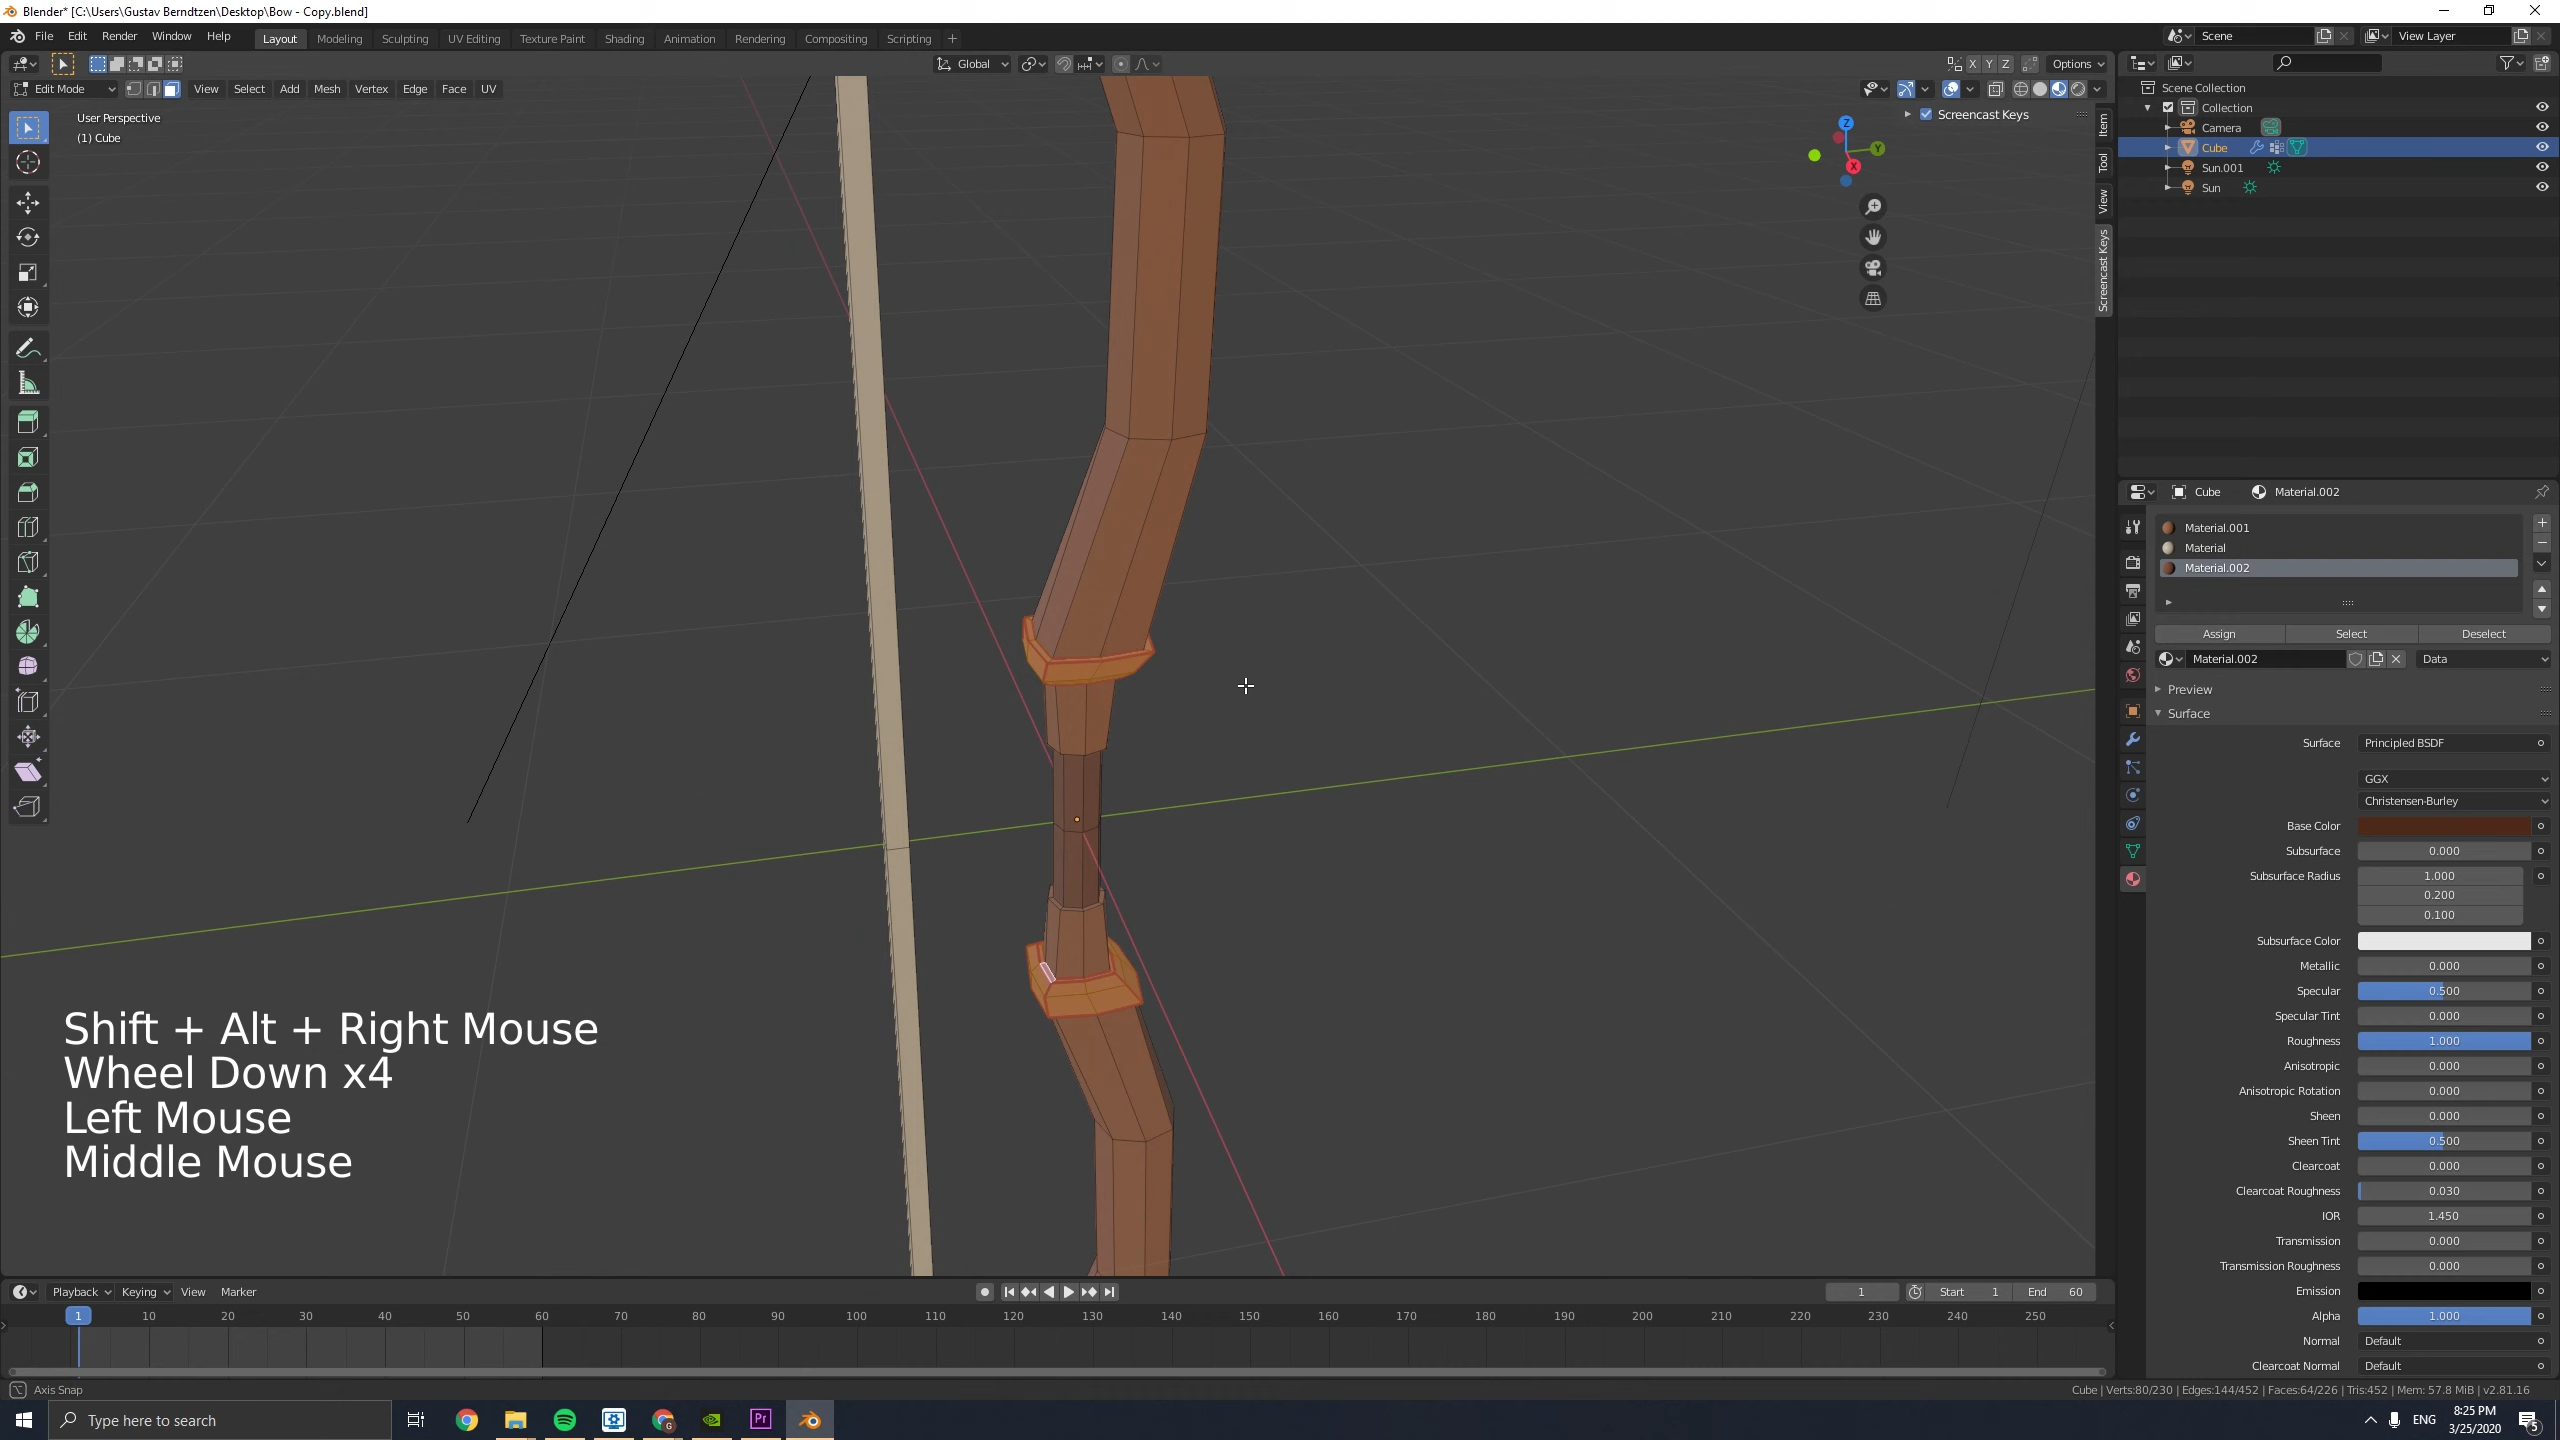 Blender* [C:\Users\Gustav Berndtzen\Desktop\Bow - Copy.blend]
File Edit Render Window Help
Layout Modeling Sculpting UV Editing Texture Paint Shading Animation Rendering Compositing Scripting +
Scene
View Layer
Global
X Y Z
Options
Edit Mode
View Select Add Mesh Vertex Edge Face UV
User Perspective
(1) Cube
Screencast Keys
Z
Y
X
Item
Tool
View
Screencast Keys
Scene Collection
Collection
Camera
Cube
Sun.001
Sun
Cube Material.002
Material.001
Material
Material.002
Assign Select Deselect
Material.002 Data
Preview
Surface
Surface Principled BSDF
GGX
Christensen-Burley
Base Color
Subsurface 0.000
Subsurface Radius 1.000
0.200
0.100
Subsurface Color
Metallic 0.000
Specular 0.500
Specular Tint 0.000
Roughness 1.000
Anisotropic 0.000
Anisotropic Rotation 0.000
Sheen 0.000
Sheen Tint 0.500
Clearcoat 0.000
Clearcoat Roughness 0.030
IOR 1.450
Transmission 0.000
Transmission Roughness 0.000
Emission
Alpha 1.000
Normal Default
Clearcoat Normal Default
Shift + Alt + Right Mouse
Wheel Down x4
Left Mouse
Middle Mouse
Playback Keying View Marker
1 Start 1 End 60
1 10 20 30 40 50 60 70 80 90 100 110 120 130 140 150 160 170 180 190 200 210 220 230 240 250
Axis Snap
Cube | Verts:80/230 | Edges:144/452 | Faces:64/226 | Tris:452 | Mem: 57.8 MiB | v2.81.16
Type here to search
G
Pr
ENG
8:25 PM
3/25/2020
5